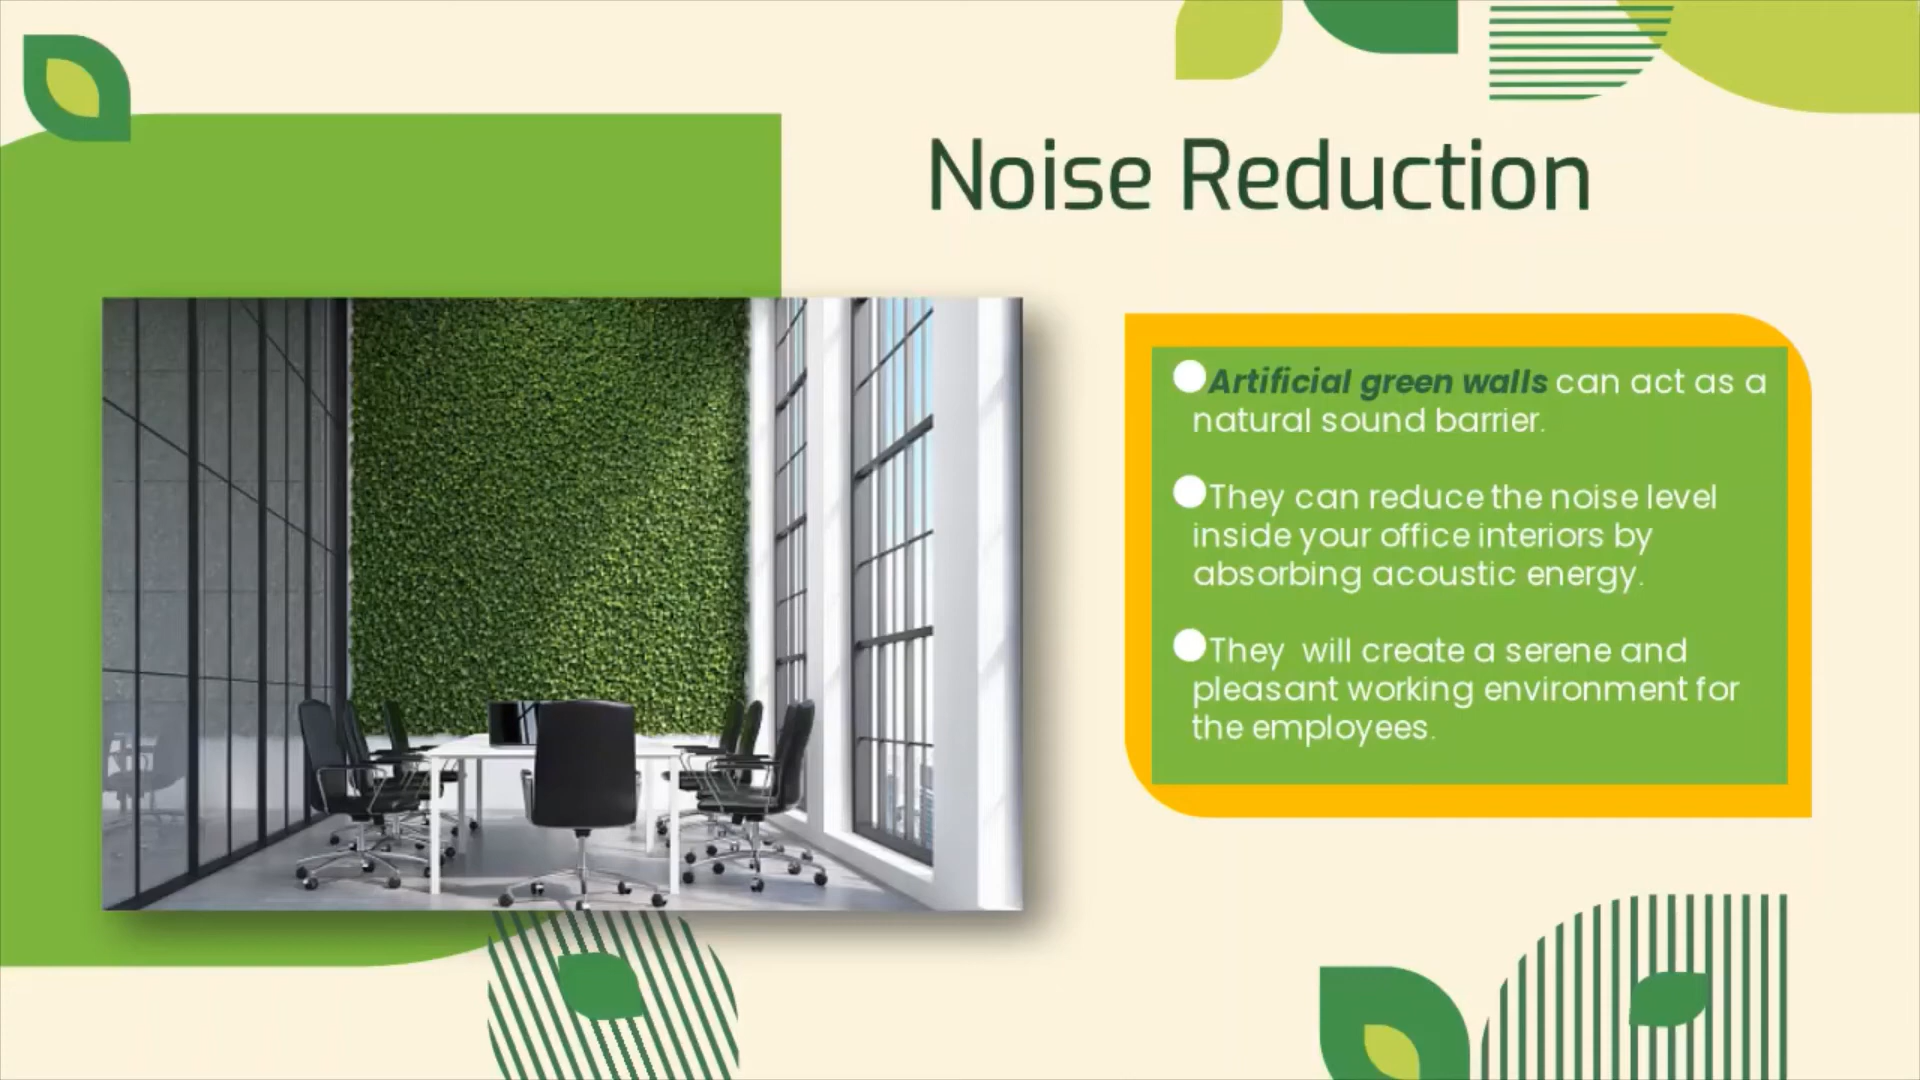 Noise Reduction
Artificial green walls can act as a
natural sound barrier.
They can reduce the noise level
inside your office interiors by
absorbing acoustic energy.
They will create a serene and
pleasant working environment for
the employees.